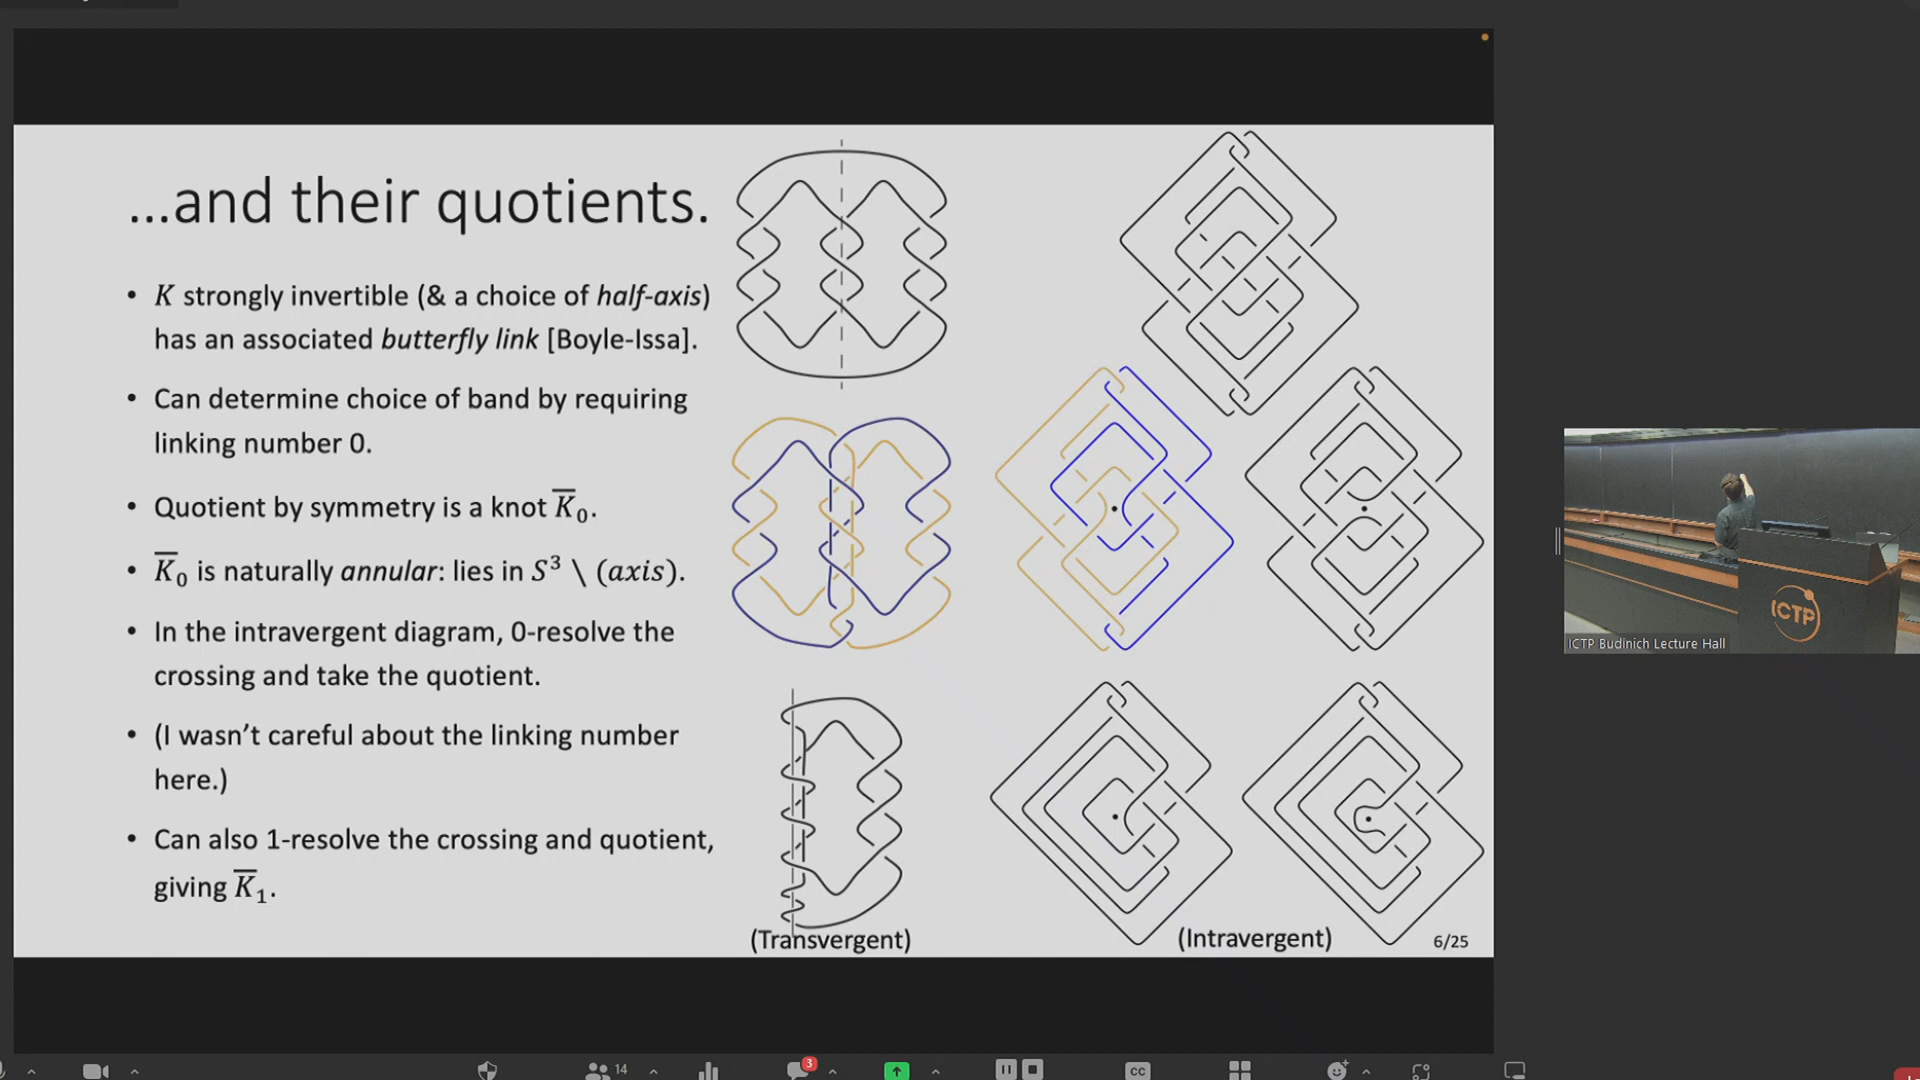 ...and their quotients.
• K strongly invertible (& a choice of half-axis)
has an associated butterfly link [Boyle-Issa].
• Can determine choice of band by requiring
linking number 0.
• Quotient by symmetry is a knot K̅₀.
• K̅₀ is naturally annular: lies in S³ \ (axis).
• In the intravergent diagram, 0-resolve the
crossing and take the quotient.
• (I wasn't careful about the linking number
here.)
• Can also 1-resolve the crossing and quotient,
giving K̅₁.
(Transvergent)
(Intravergent)
6/25
ICTP
ICTP Budinich Lecture Hall
14
3
CC